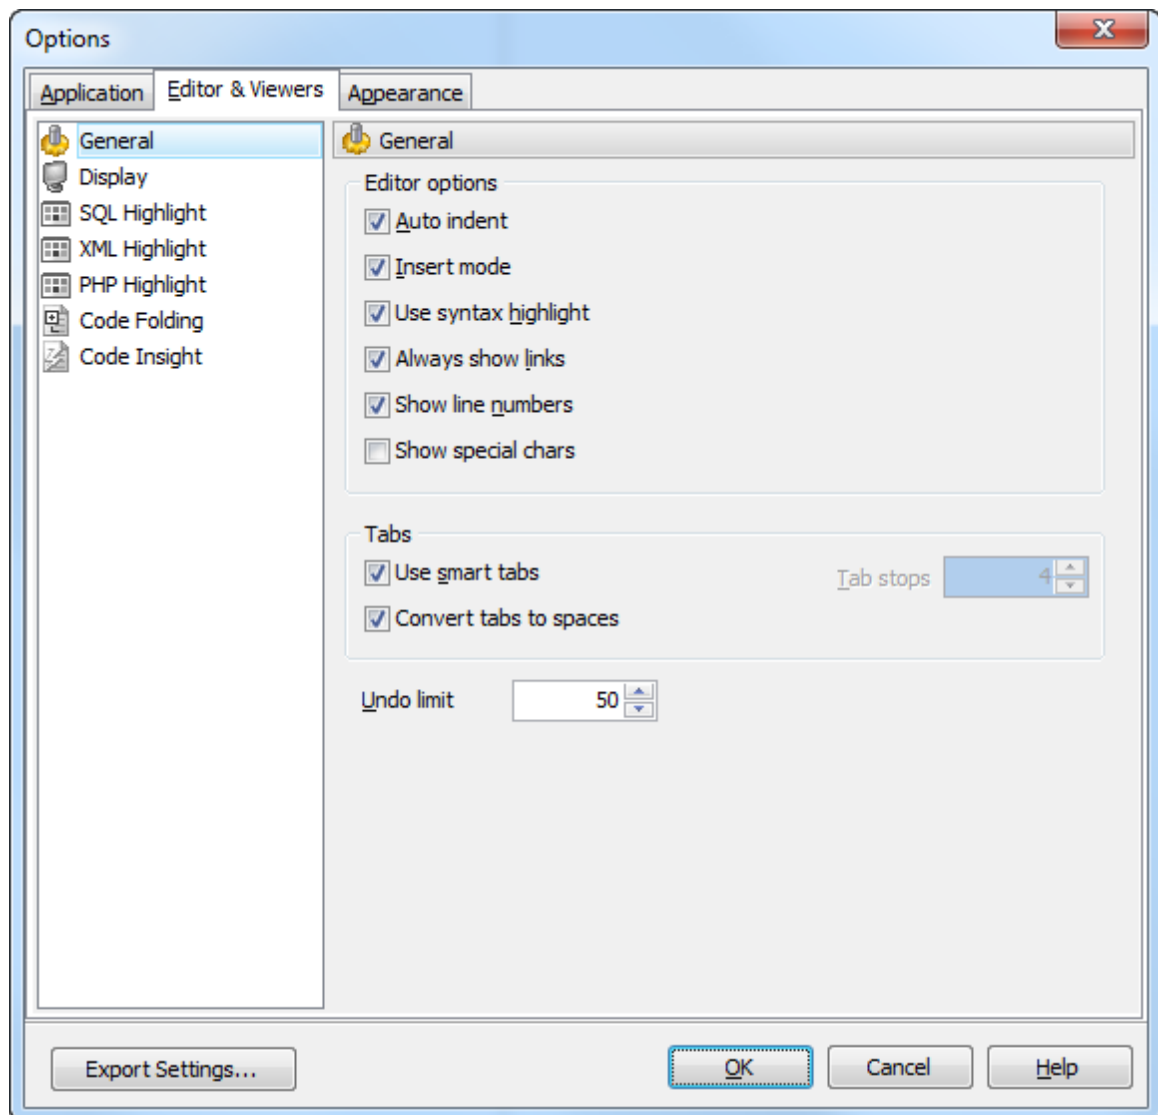 Options
Application Editor & Viewers Appearance
General
Display
SQL Highlight
XML Highlight
PHP Highlight
Code Folding
Code Insight
General
Editor options
Auto indent
Insert mode
Use syntax highlight
Always show links
Show line numbers
Show special chars
Tabs
Use smart tabs
Tab stops 4
Convert tabs to spaces
Undo limit 50
Export Settings... OK Cancel Help